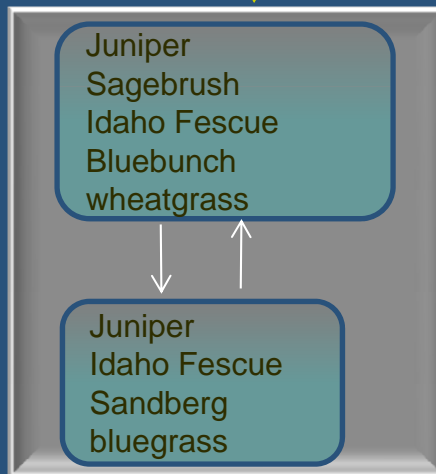 Juniper
Sagebrush
Idaho Fescue
Bluebunch
wheatgrass
Juniper
Idaho Fescue
Sandberg
bluegrass